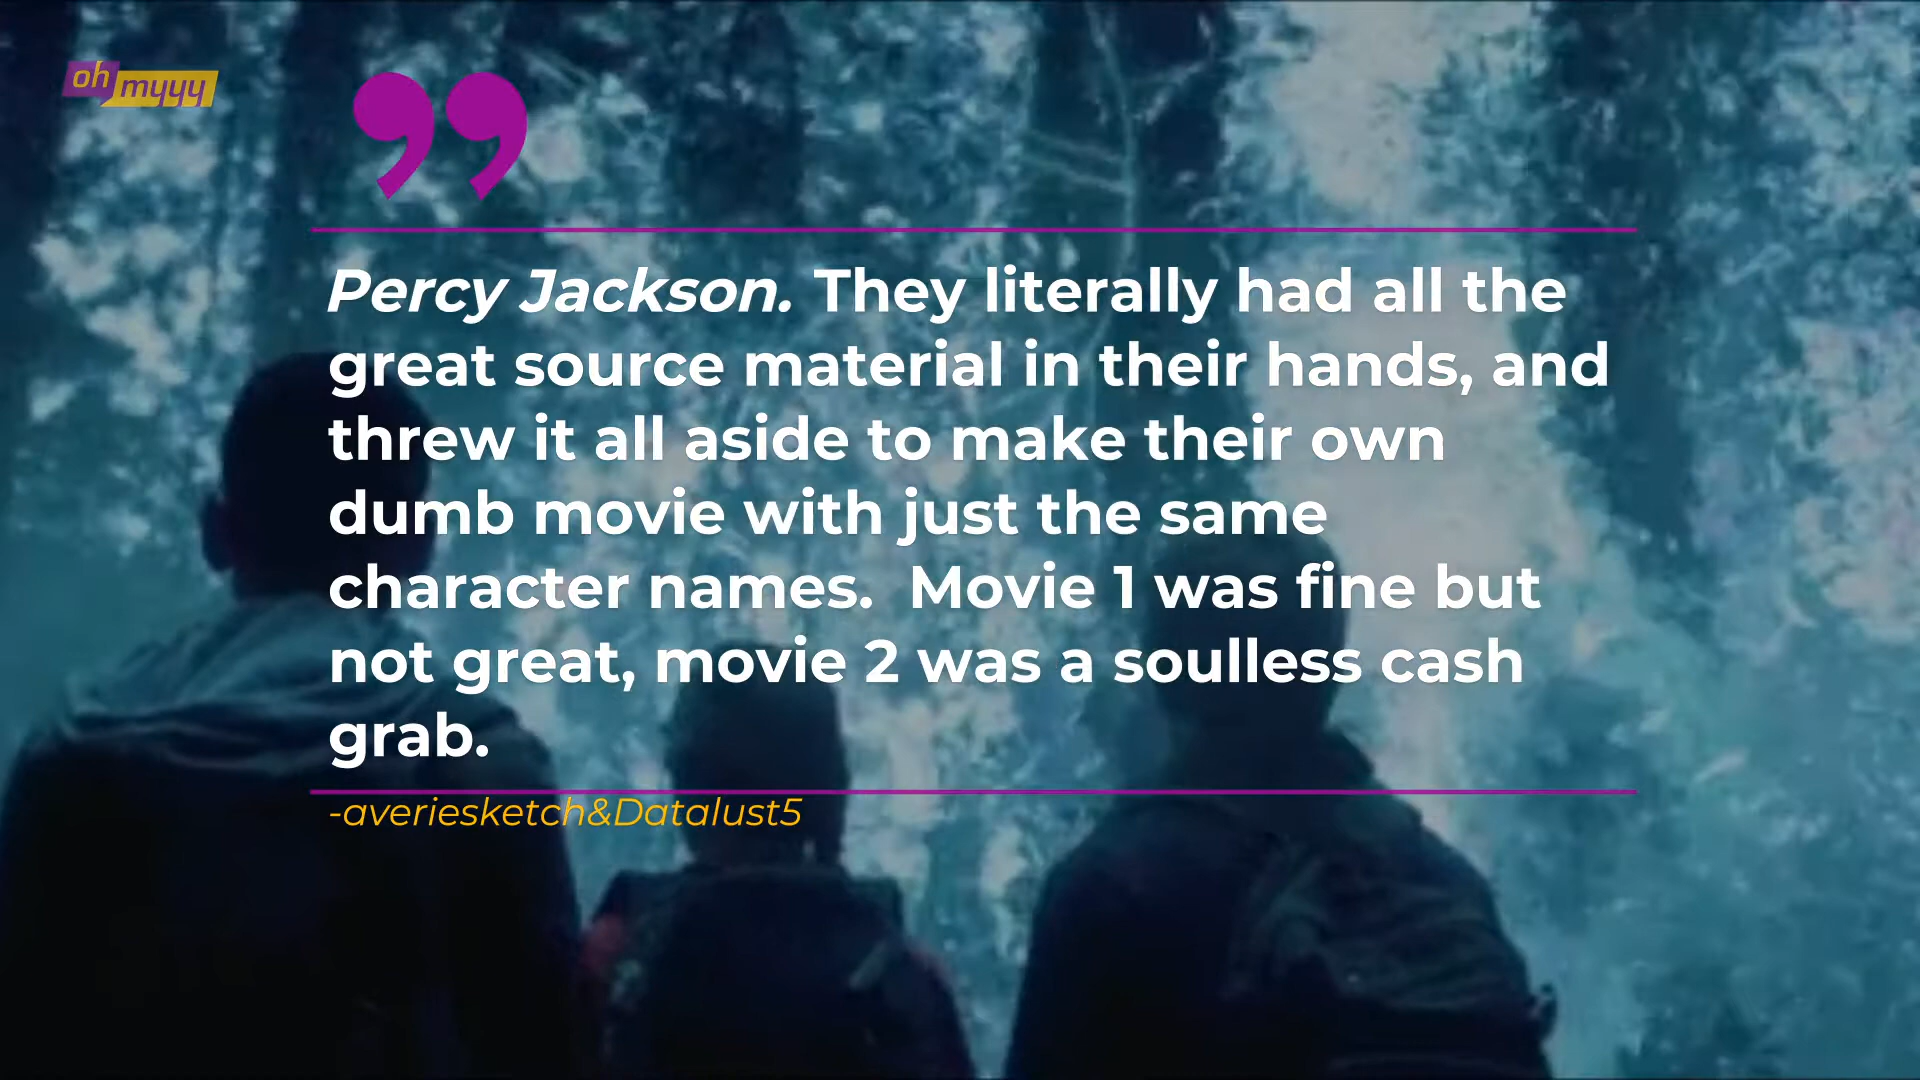 oh myyy
”
Percy Jackson. They literally had all the
great source material in their hands, and
threw it all aside to make their own
dumb movie with just the same
character names.  Movie 1 was fine but
not great, movie 2 was a soulless cash
grab.
-averiesketch&Datalust5